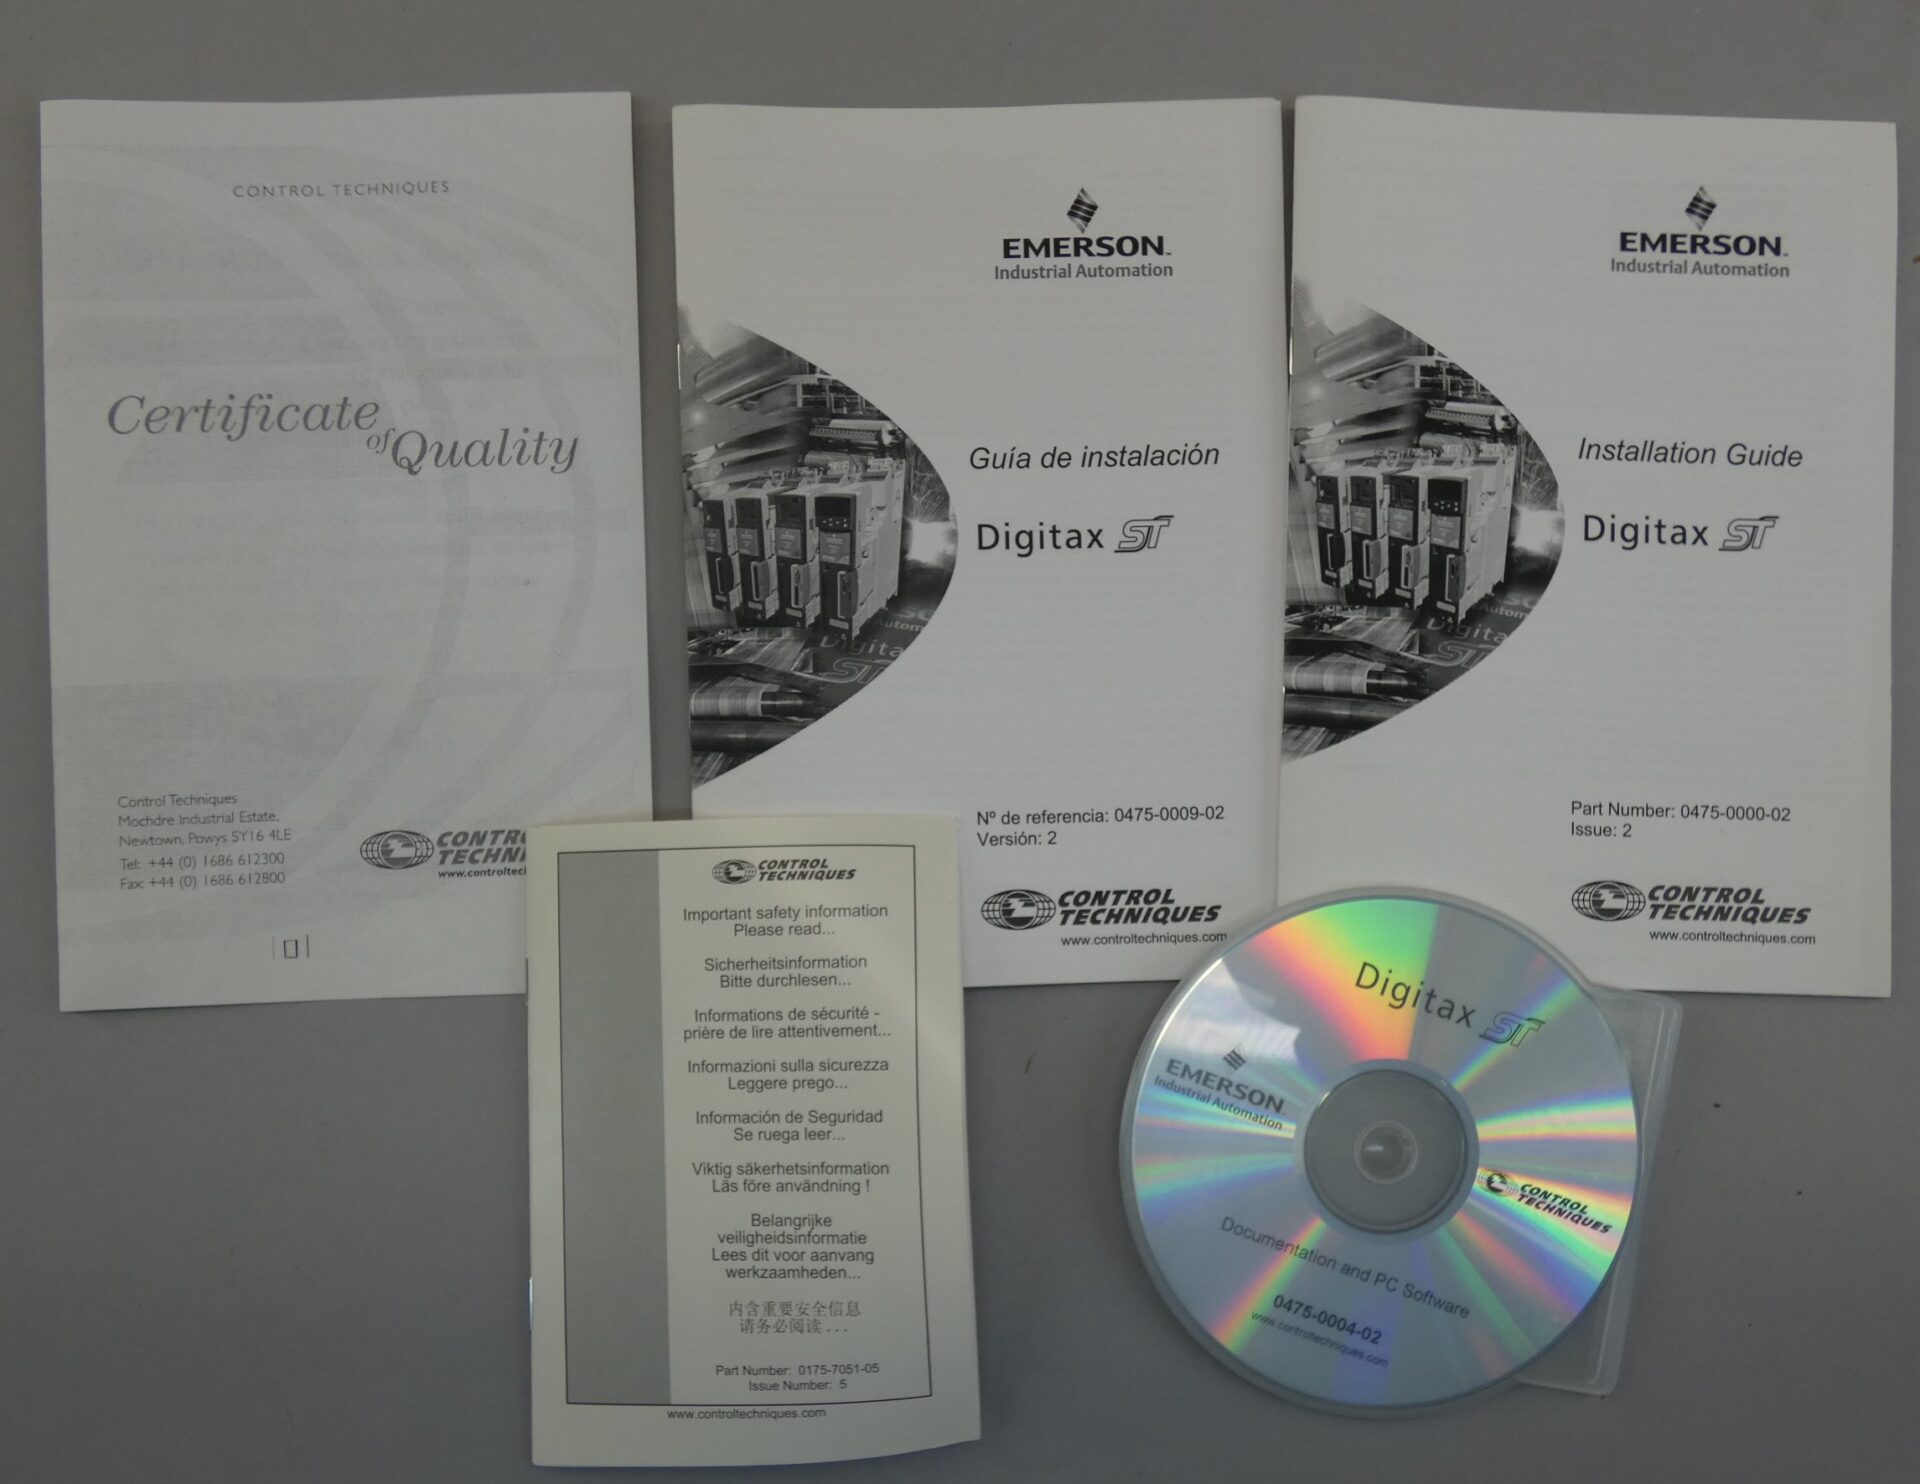 CONTROL TECHNIQUES
Certificate
of Quality
Control Techniques
Mochdre Industrial Estate,
Newtown, Powys SY16 4LE
Tel: +44 (0) 1686 612300
Fax: +44 (0) 1686 612800
CONTR
TECHNI
www.controltec
EMERSON™
Industrial Automation
Guía de instalación
Digitax ST
Nº de referencia: 0475-0009-02
Versión: 2
CONTROL
TECHNIQUES
www.controltechniques.com
EMERSON™
Industrial Automation
Installation Guide
Digitax ST
Part Number: 0475-0000-02
Issue: 2
CONTROL
TECHNIQUES
www.controltechniques.com
CONTROL
TECHNIQUES
Important safety information
Please read...
Sicherheitsinformation
Bitte durchlesen...
Informations de sécurité -
prière de lire attentivement...
Informazioni sulla sicurezza
Leggere prego...
Información de Seguridad
Se ruega leer...
Viktig säkerhetsinformation
Läs före användning !
Belangrijke
veiligheidsinformatie
Lees dit voor aanvang
werkzaamheden...
内含重要安全信息
请务必阅读...
Part Number: 0175-7051-05
Issue Number: 5
www.controltechniques.com
Digitax ST
EMERSON
Industrial Automation
CONTROL
TECHNIQUES
Documentation and PC Software
0475-0004-02
www.controltechniques.com